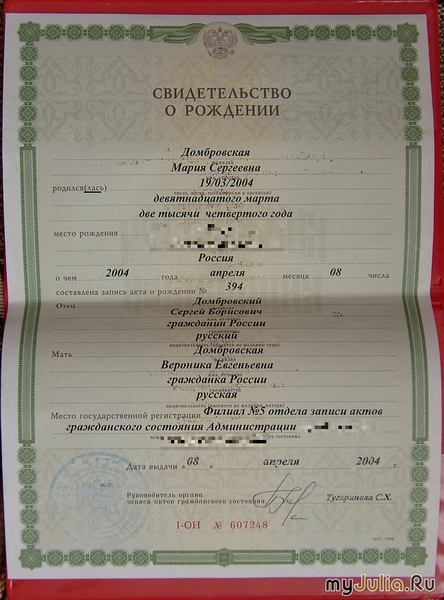 СВИДЕТЕЛЬСТВО
О РОЖДЕНИИ
Домбровская
Мария Сергеевна
родился(лась) 19/03/2004
девятнадцатого марта
две тысячи четвертого года
место рождения
Россия
о чем 2004 года апреля месяца 08 числа
составлена запись акта о рождении № 394
Отец Домбровский
Сергей Борисович
гражданин России
русский
Мать Домбровская
Вероника Евгеньевна
гражданка России
русская
Место государственной регистрации Филиал №5 отдела записи актов
гражданского состояния Администрации
Дата выдачи 08 апреля 2004 г.
М.П.
Руководитель органа
записи актов гражданского состояния Тугаринова С.Х.
I-ОН № 607248
myJulia.Ru